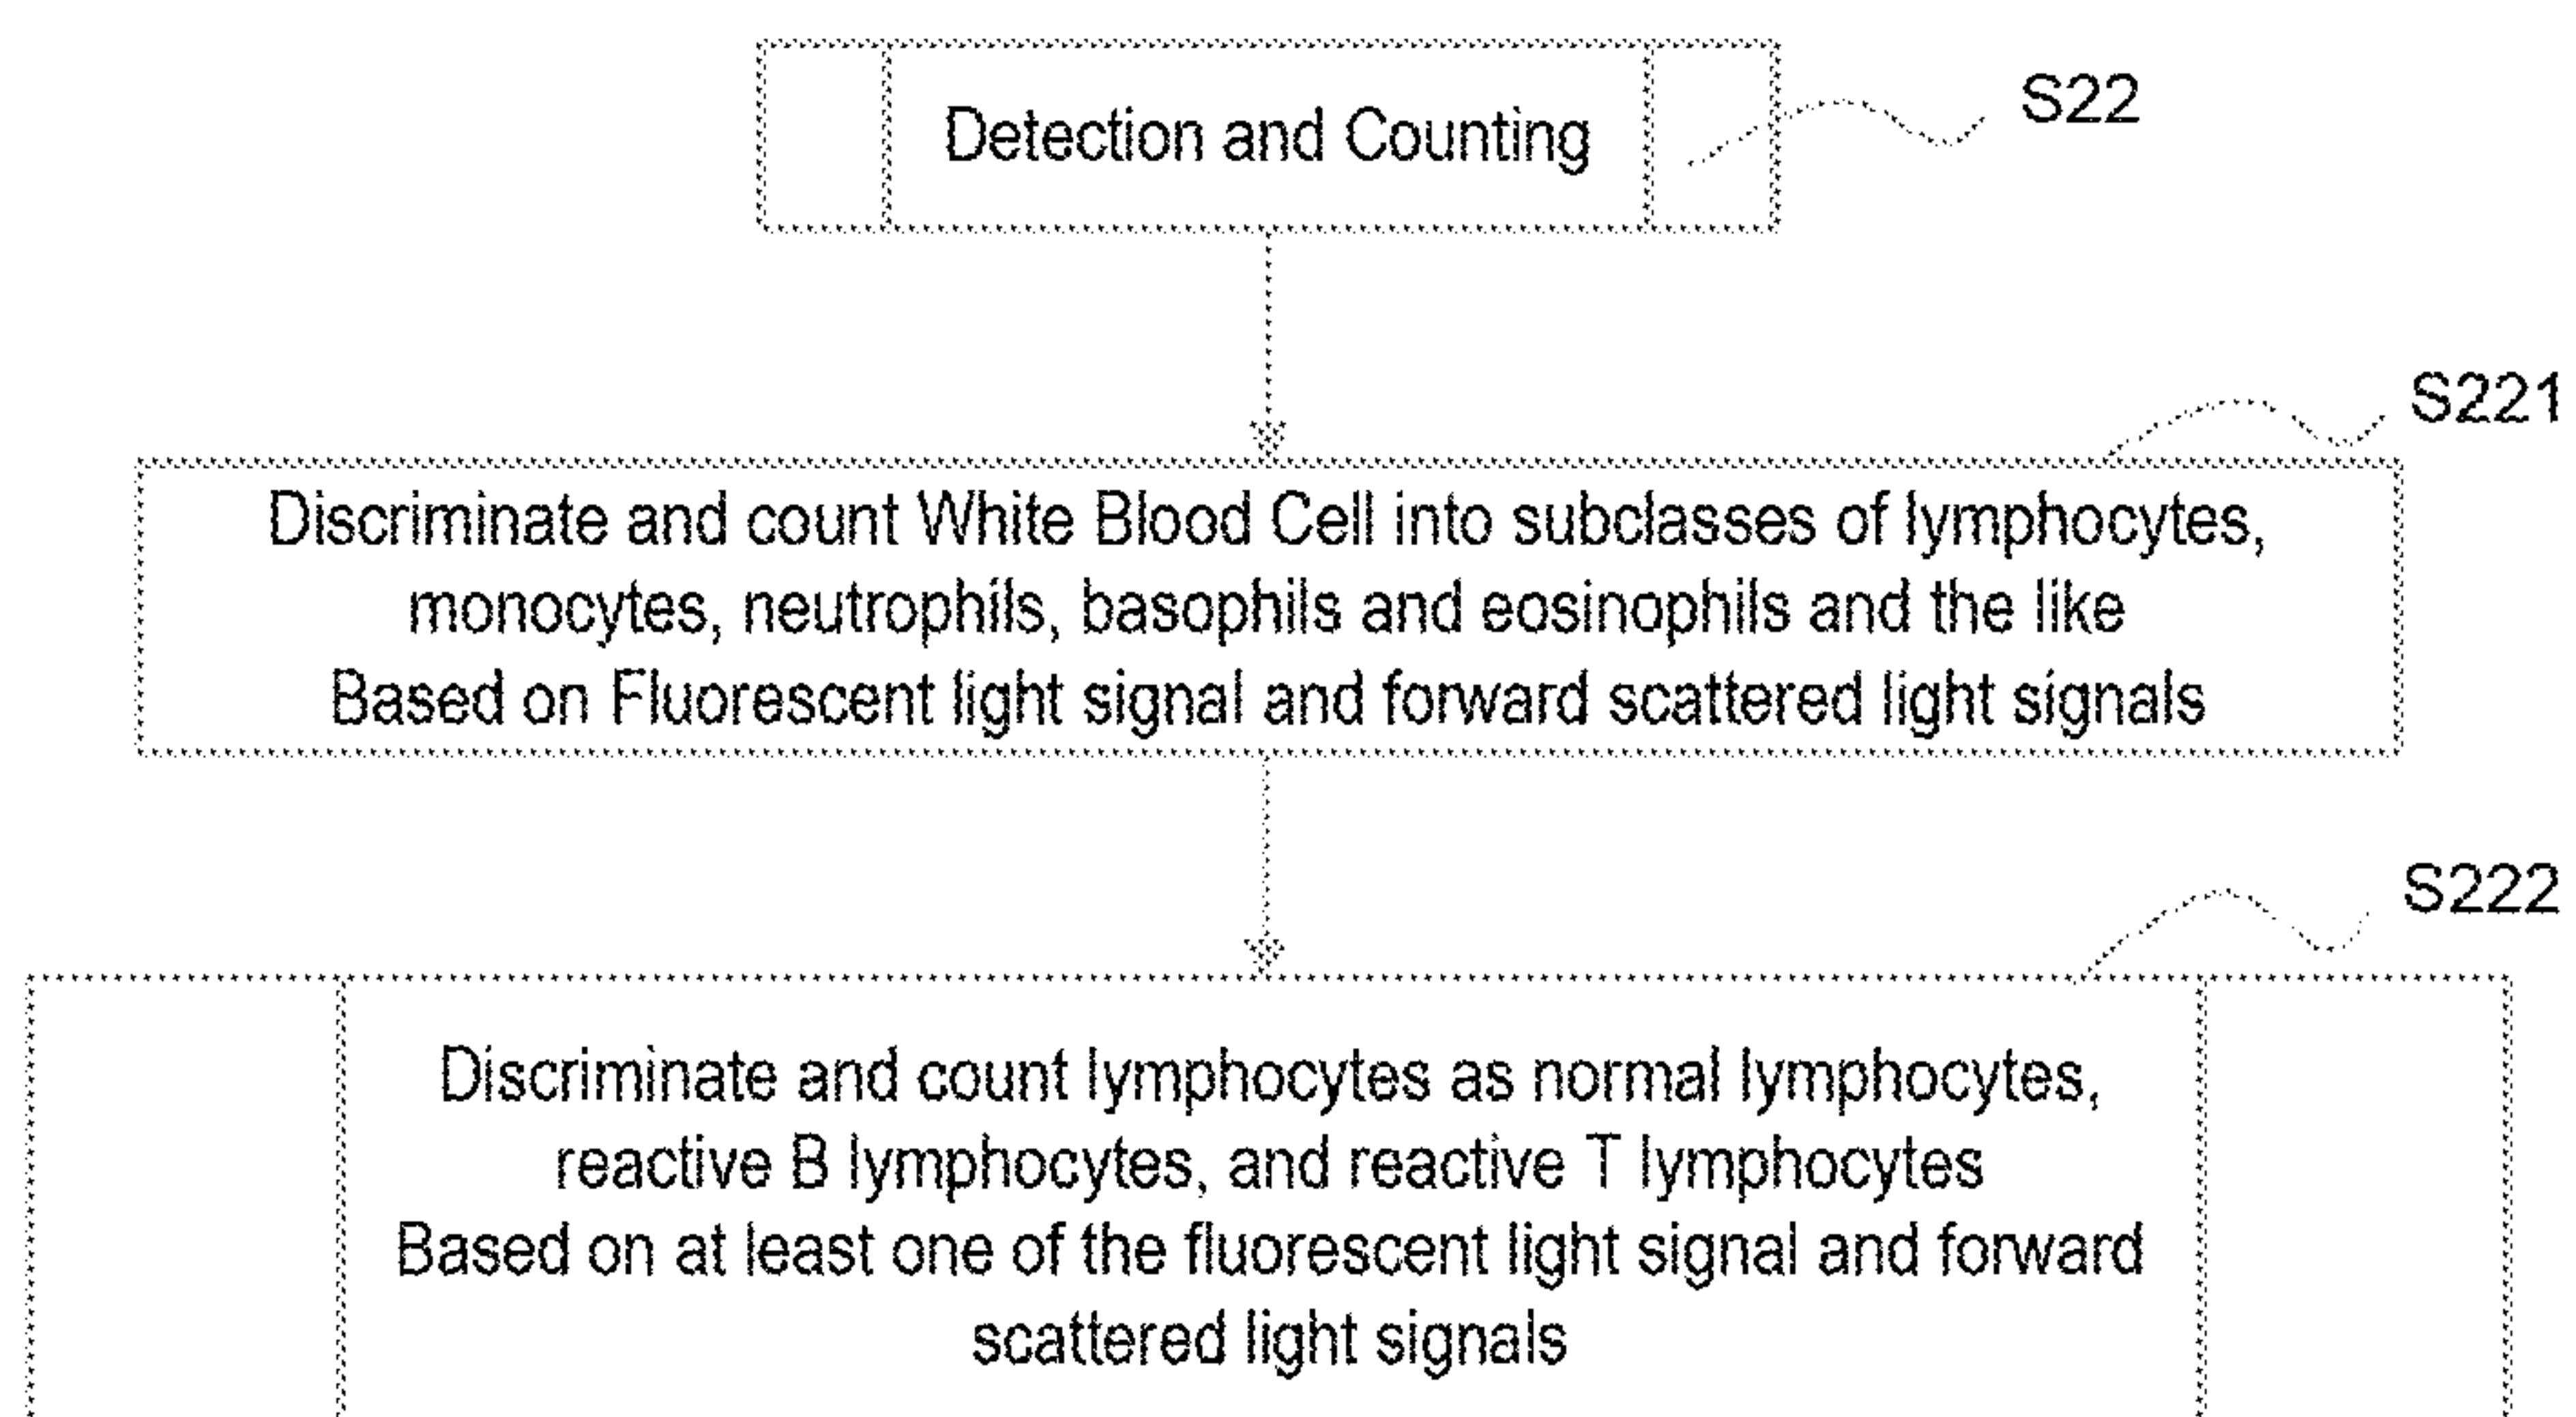 Detection and Counting
S22
S221
Discriminate and count White Blood Cell into subclasses of lymphocytes,
monocytes, neutrophils, basophils and eosinophils and the like
Based on Fluorescent light signal and forward scattered light signals
S222
Discriminate and count lymphocytes as normal lymphocytes,
reactive B lymphocytes, and reactive T lymphocytes
Based on at least one of the fluorescent light signal and forward
scattered light signals